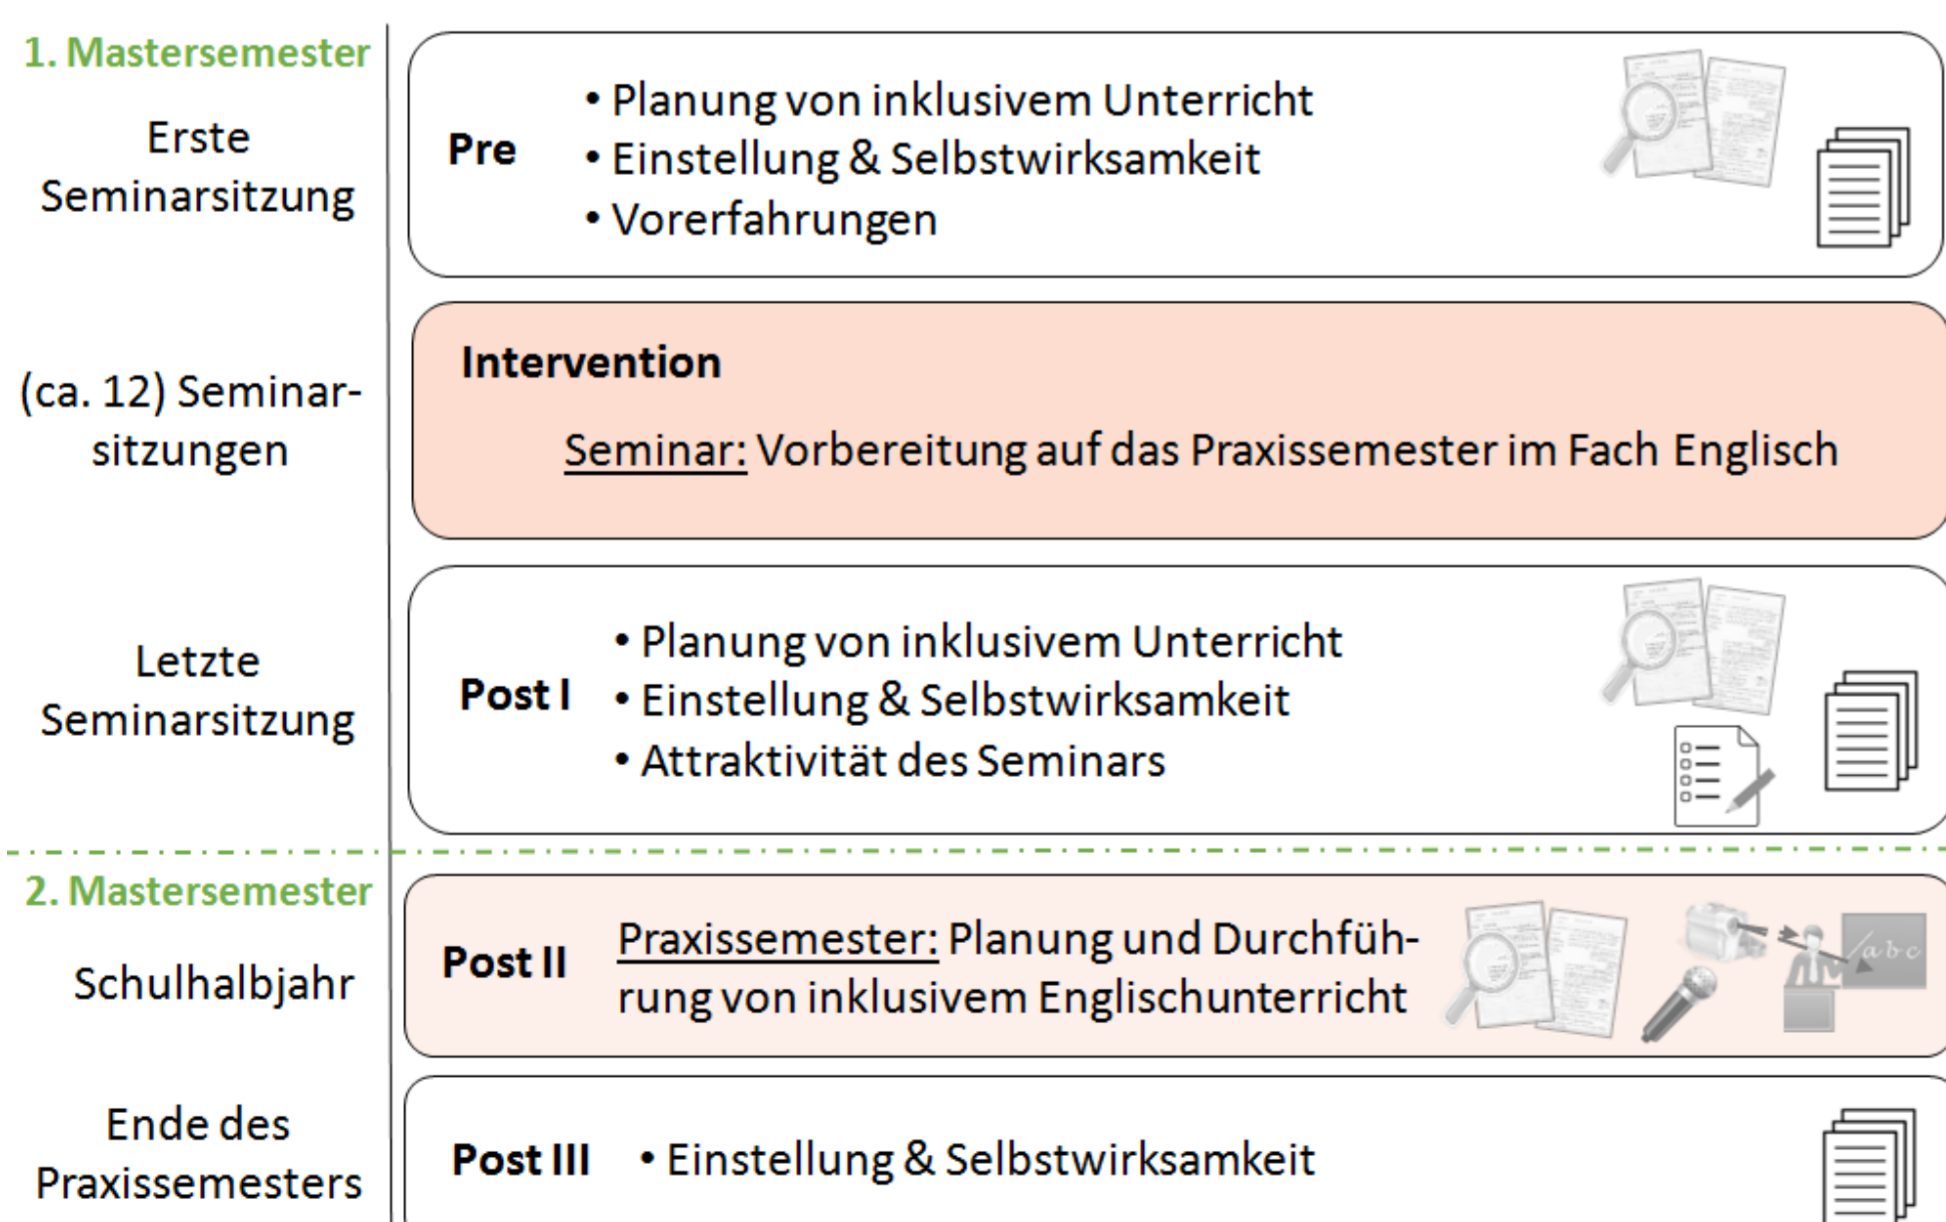 1. Mastersemester
Erste
Seminarsitzung
Pre
• Planung von inklusivem Unterricht
• Einstellung & Selbstwirksamkeit
• Vorerfahrungen
(ca. 12) Seminar-
sitzungen
Intervention
Seminar: Vorbereitung auf das Praxissemester im Fach Englisch
Letzte
Seminarsitzung
Post I
• Planung von inklusivem Unterricht
• Einstellung & Selbstwirksamkeit
• Attraktivität des Seminars
2. Mastersemester
Schulhalbjahr
Post II
Praxissemester: Planung und Durchfüh-
rung von inklusivem Englischunterricht
abc
Ende des
Praxissemesters
Post III
• Einstellung & Selbstwirksamkeit